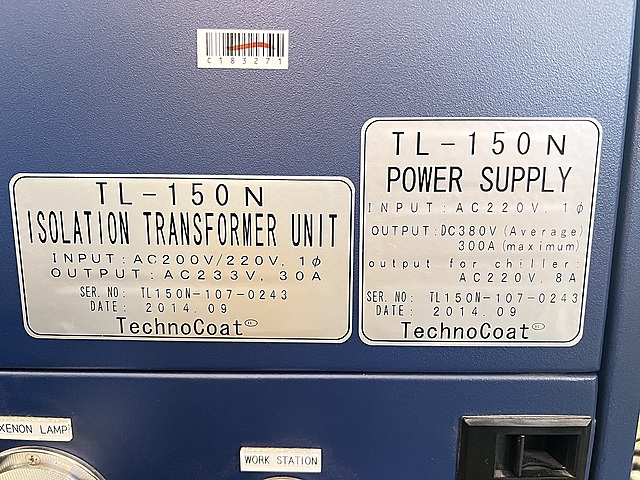 C183271
TL-150N
ISOLATION TRANSFORMER UNIT
INPUT:AC200V/220V, 1φ
OUTPUT:AC233V, 30A
SER. NO: TL150N-107-0243
DATE: 2014.09
TechnoCoat
TL-150N
POWER SUPPLY
INPUT:AC220V, 1φ
OUTPUT:DC380V(Average)
300A(maximum)
output for chiller:
AC220V, 8A
SER. NO: TL150N-107-0243
DATE: 2014.09
TechnoCoat
XENON LAMP
WORK STATION